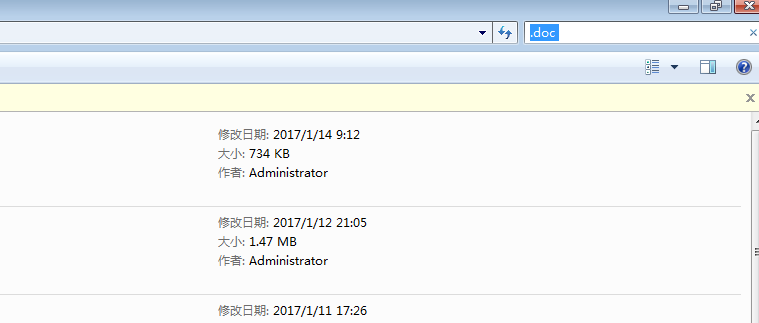 .doc
修改日期: 2017/1/14 9:12
大小: 734 KB
作者: Administrator
修改日期: 2017/1/12 21:05
大小: 1.47 MB
作者: Administrator
修改日期: 2017/1/11 17:26